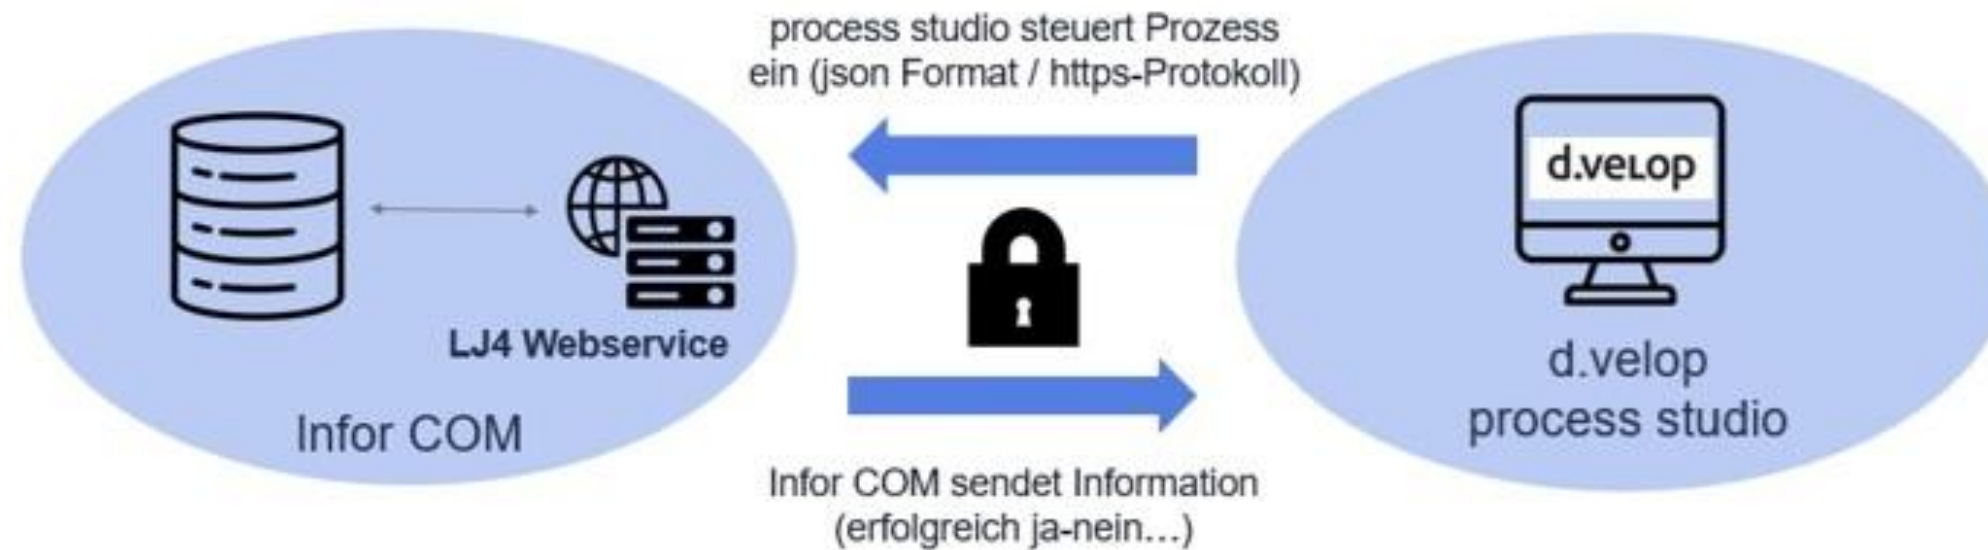 process studio steuert Prozess
ein (json Format / https-Protokoll)
d.velop
LJ4 Webservice
Infor COM
d.velop
process studio
Infor COM sendet Information
(erfolgreich ja-nein...)